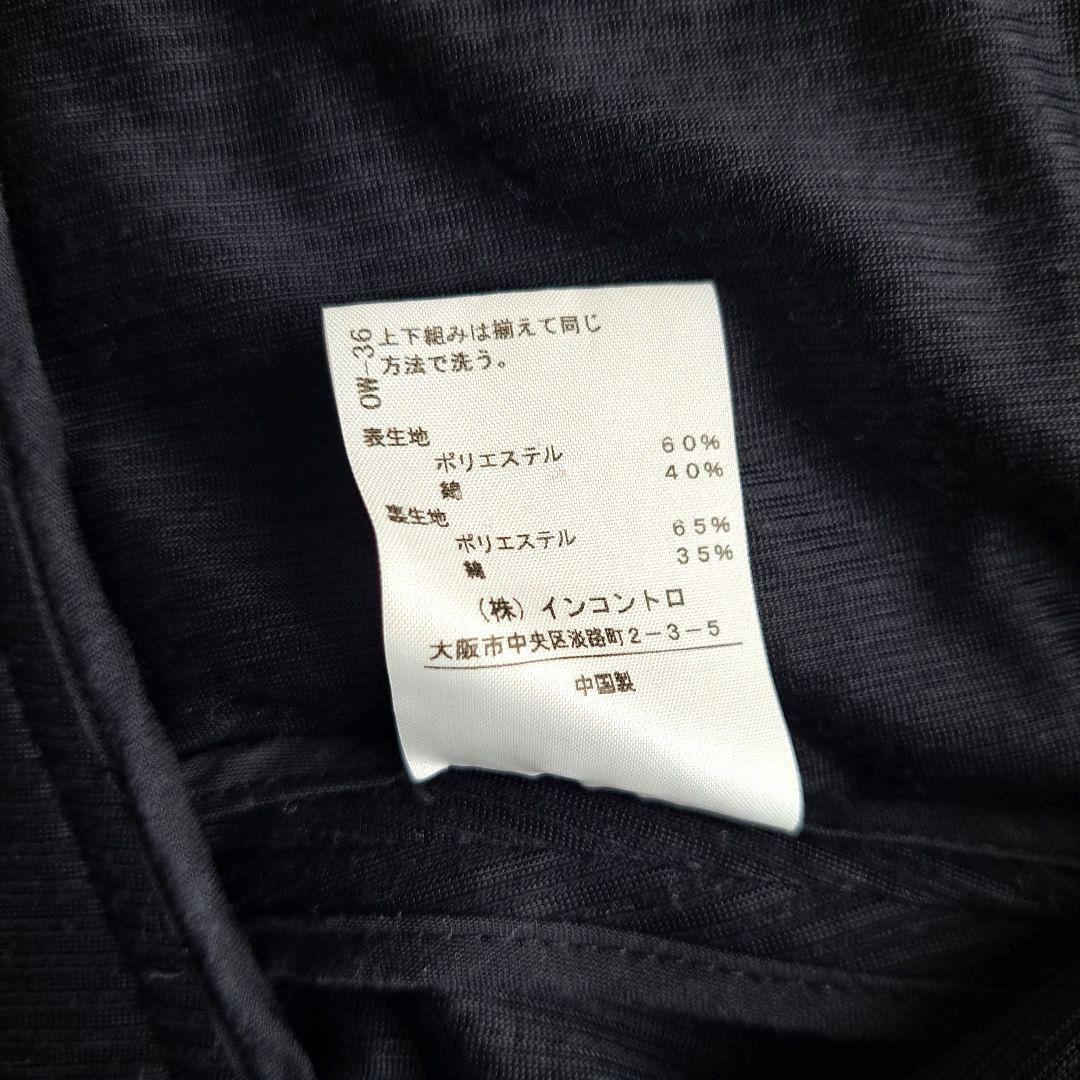 OW-36
上下組みは揃えて同じ
方法で洗う。
表生地
ポリエステル 60%
綿 40%
裏生地
ポリエステル 65%
綿 35%
(株)インコントロ
大阪市中央区淡路町2-3-5
中国製